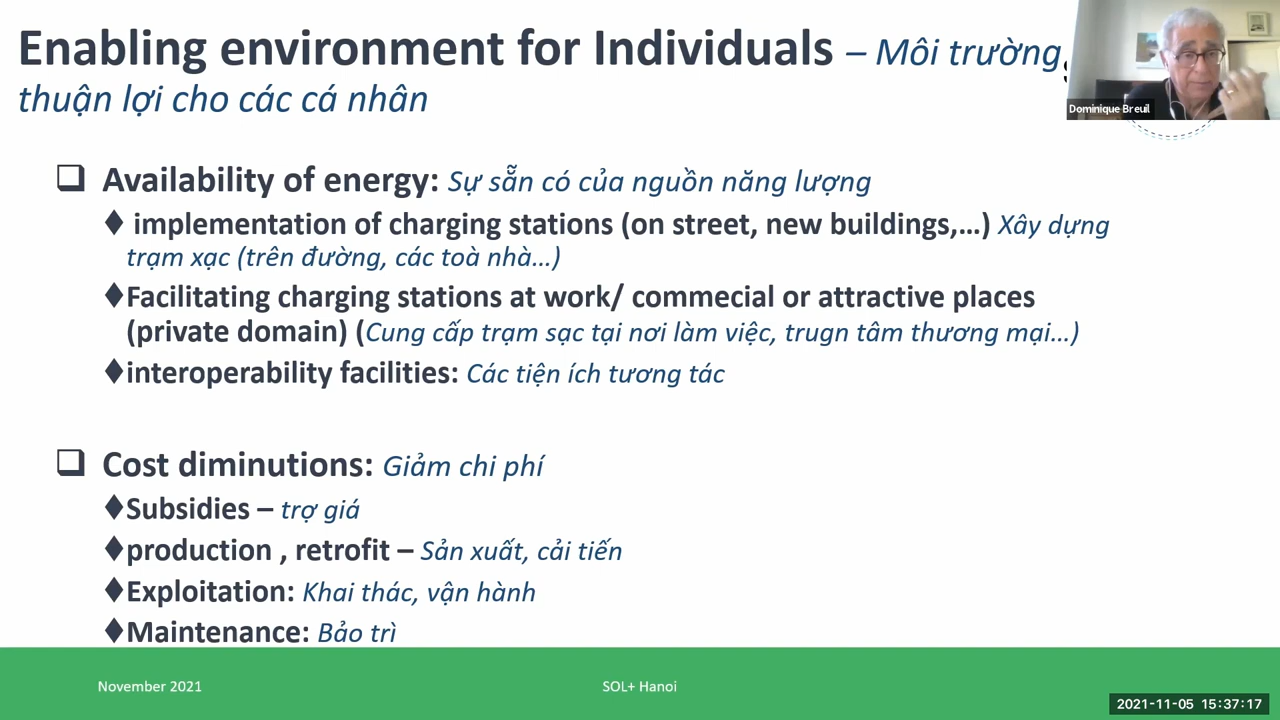 Enabling environment for Individuals – Môi trường
thuận lợi cho các cá nhân
Dominique Breuil
❑ Availability of energy: Sự sẵn có của nguồn năng lượng
♦ implementation of charging stations (on street, new buildings,…) Xây dựng
trạm xạc (trên đường, các toà nhà…)
♦Facilitating charging stations at work/ commecial or attractive places
(private domain) (Cung cấp trạm sạc tại nơi làm việc, trugn tâm thương mại…)
♦interoperability facilities: Các tiện ích tương tác
❑ Cost diminutions: Giảm chi phí
♦Subsidies – trợ giá
♦production , retrofit – Sản xuất, cải tiến
♦Exploitation: Khai thác, vận hành
♦Maintenance: Bảo trì
November 2021
SOL+ Hanoi
2021-11-05 15:37:17